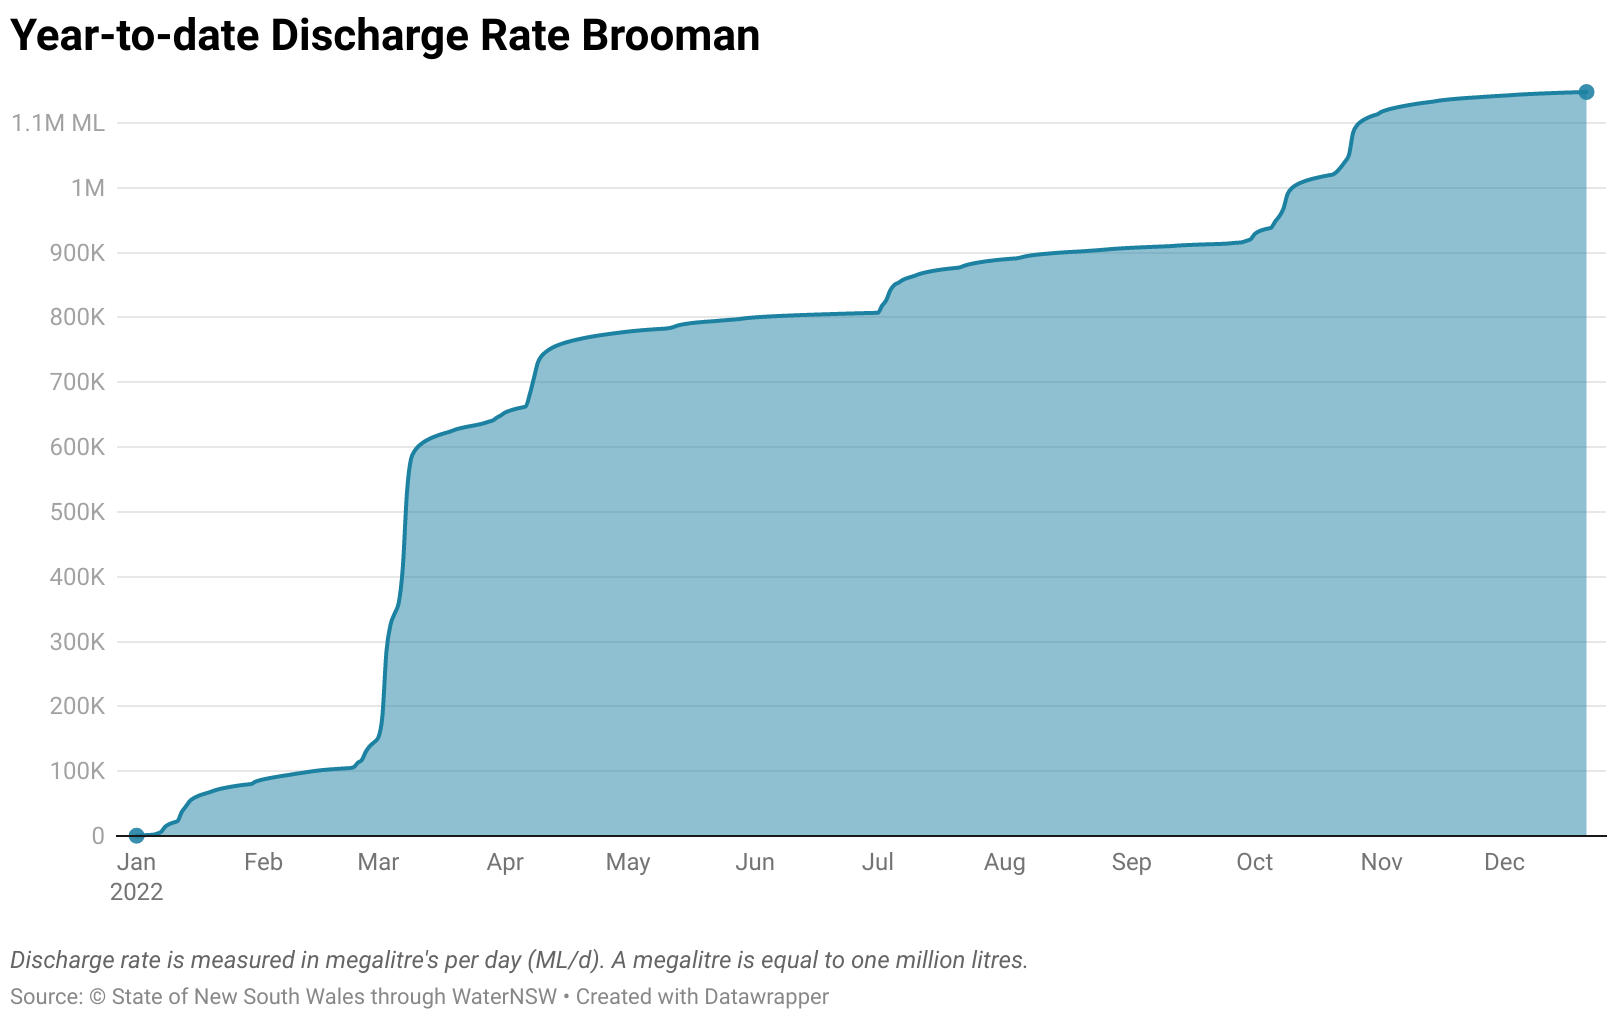 Year-to-date Discharge Rate Brooman
1.1M ML
1M
900K
800K
700K
600K
500K
400K
300K
200K
100K
0
Jan Feb Mar Apr May Jun Jul Aug Sep Oct Nov Dec
2022
Discharge rate is measured in megalitre's per day (ML/d). A megalitre is equal to one million litres.
Source: © State of New South Wales through WaterNSW • Created with Datawrapper